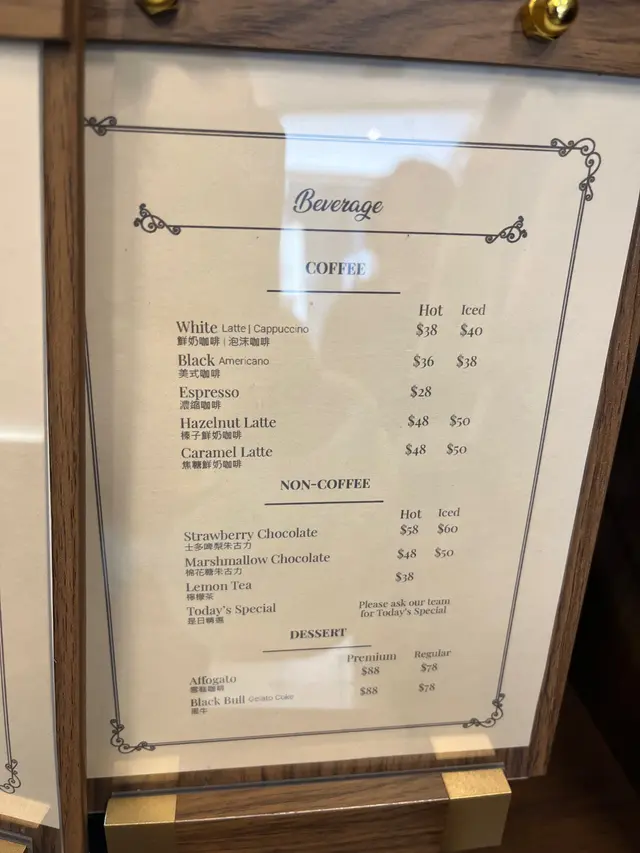 Beverage
COFFEE
Hot Iced
White Latte | Cappuccino $38 $40
鮮奶咖啡 | 泡沫咖啡
Black Americano $36 $38
美式咖啡
Espresso $28
濃縮咖啡
Hazelnut Latte $48 $50
榛子鮮奶咖啡
Caramel Latte $48 $50
焦糖鮮奶咖啡
NON-COFFEE
Hot Iced
Strawberry Chocolate $58 $60
士多啤梨朱古力
Marshmallow Chocolate $48 $50
棉花糖朱古力
Lemon Tea $38
檸檬茶
Today's Special Please ask our team
是日精選 for Today's Special
DESSERT
Premium Regular
Affogato $88 $78
Black Bull Gelato Coke $88 $78
黑牛